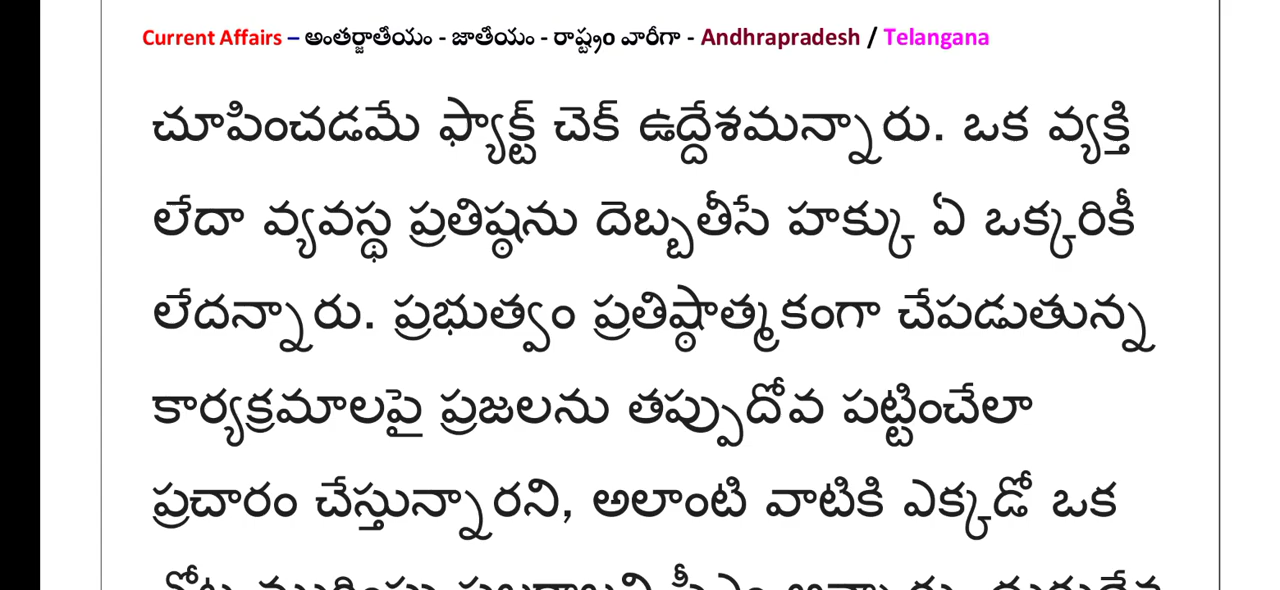 Current Affairs – అంతర్జాతీయం - జాతీయం - రాష్ట్రం వారీగా - Andhrapradesh / Telangana
చూపించడమే ఫ్యాక్ట్ చెక్ ఉద్దేశమన్నారు. ఒక వ్యక్తి
లేదా వ్యవస్థ ప్రతిష్ఠను దెబ్బతీసే హక్కు ఏ ఒక్కరికీ
లేదన్నారు. ప్రభుత్వం ప్రతిష్ఠాత్మకంగా చేపడుతున్న
కార్యక్రమాలపై ప్రజలను తప్పుదోవ పట్టించేలా
ప్రచారం చేస్తున్నారని, అలాంటి వాటికి ఎక్కడో ఒక